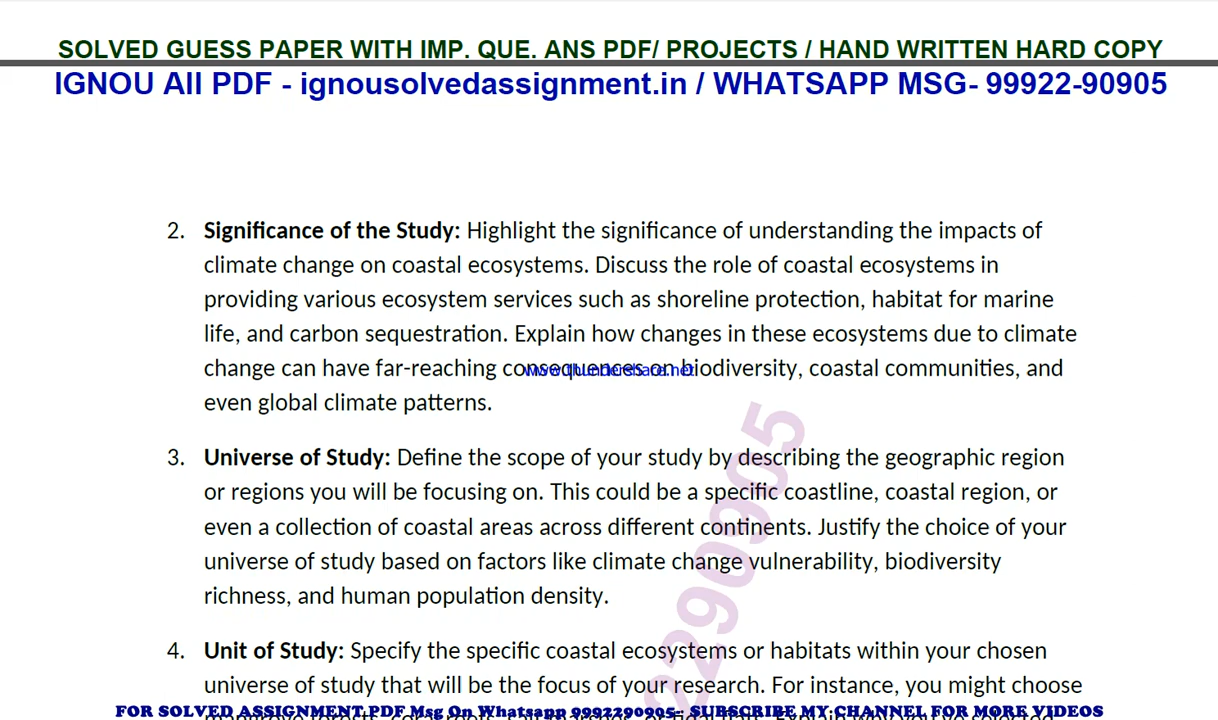 SOLVED GUESS PAPER WITH IMP. QUE. ANS PDF/ PROJECTS / HAND WRITTEN HARD COPY
IGNOU All PDF - ignousolvedassignment.in / WHATSAPP MSG- 99922-90905
2. Significance of the Study: Highlight the significance of understanding the impacts of
climate change on coastal ecosystems. Discuss the role of coastal ecosystems in
providing various ecosystem services such as shoreline protection, habitat for marine
life, and carbon sequestration. Explain how changes in these ecosystems due to climate
change can have far-reaching consequences on biodiversity, coastal communities, and
www.thundershare.net
even global climate patterns.
3. Universe of Study: Define the scope of your study by describing the geographic region
or regions you will be focusing on. This could be a specific coastline, coastal region, or
even a collection of coastal areas across different continents. Justify the choice of your
universe of study based on factors like climate change vulnerability, biodiversity
richness, and human population density.
2290905
4. Unit of Study: Specify the specific coastal ecosystems or habitats within your chosen
universe of study that will be the focus of your research. For instance, you might choose
FOR SOLVED ASSIGNMENT PDF Msg On Whatsapp 9992290905- SUBSCRIBE MY CHANNEL FOR MORE VIDEOS